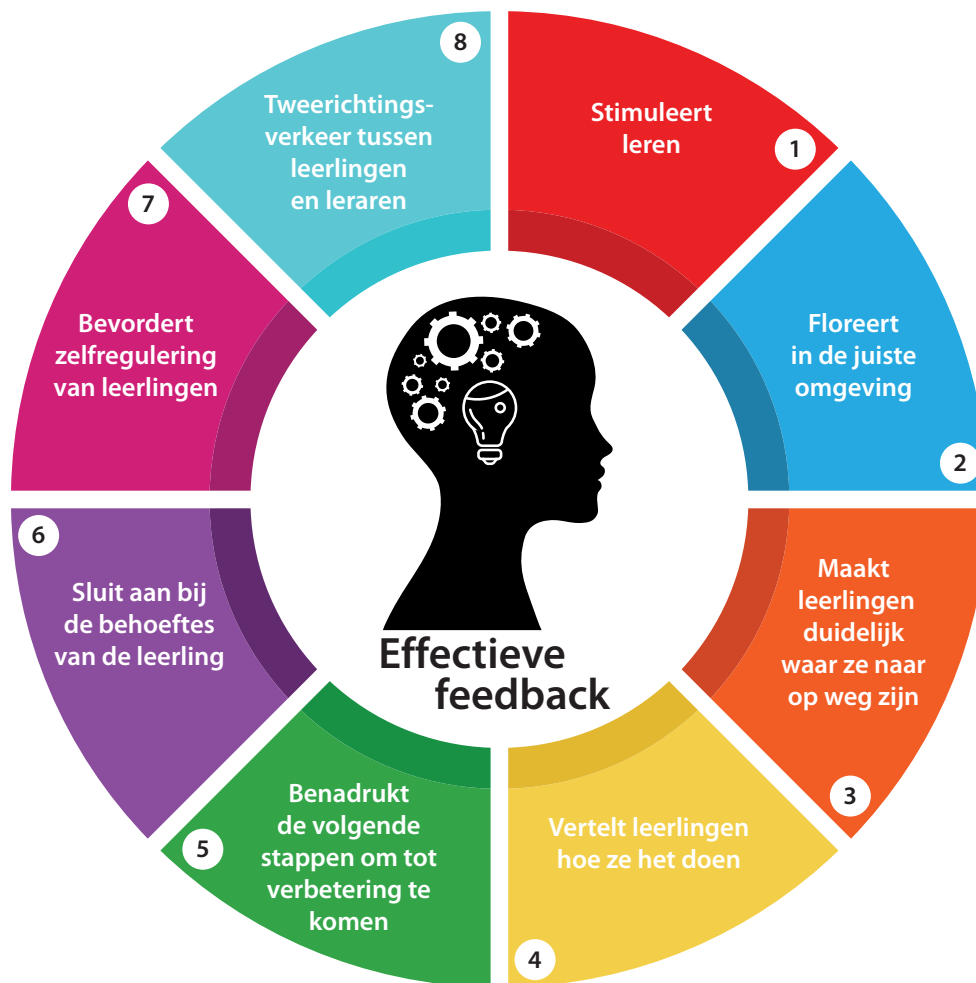 1
Stimuleert
leren
2
Floreert
in de juiste
omgeving
3
Maakt
leerlingen
duidelijk
waar ze naar
op weg zijn
4
Vertelt leerlingen
hoe ze het doen
5
Benadrukt
de volgende
stappen om tot
verbetering te
komen
6
Sluit aan bij
de behoeftes
van de leerling
7
Bevordert
zelfregulering
van leerlingen
8
Tweerichtings-
verkeer tussen
leerlingen
en leraren
Effectieve
feedback